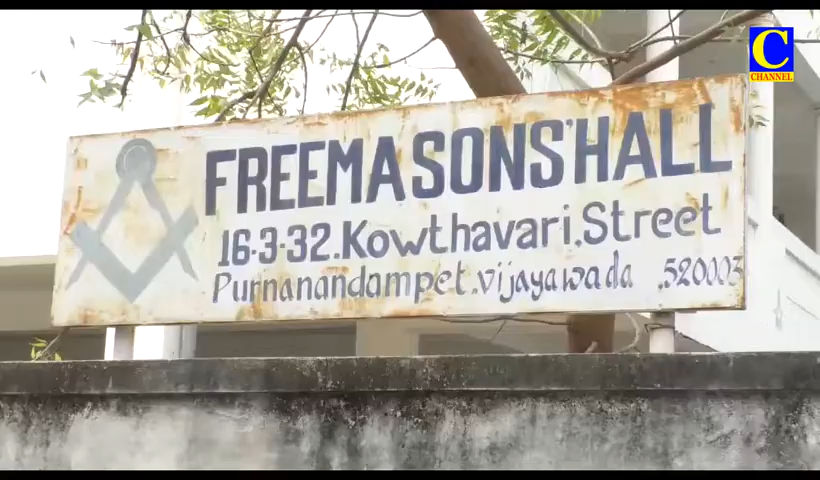 C
CHANNEL
FREEMASONS'HALL
16-3-32.Kowthavari.Street
Purnanandampet.vijayawada .520003